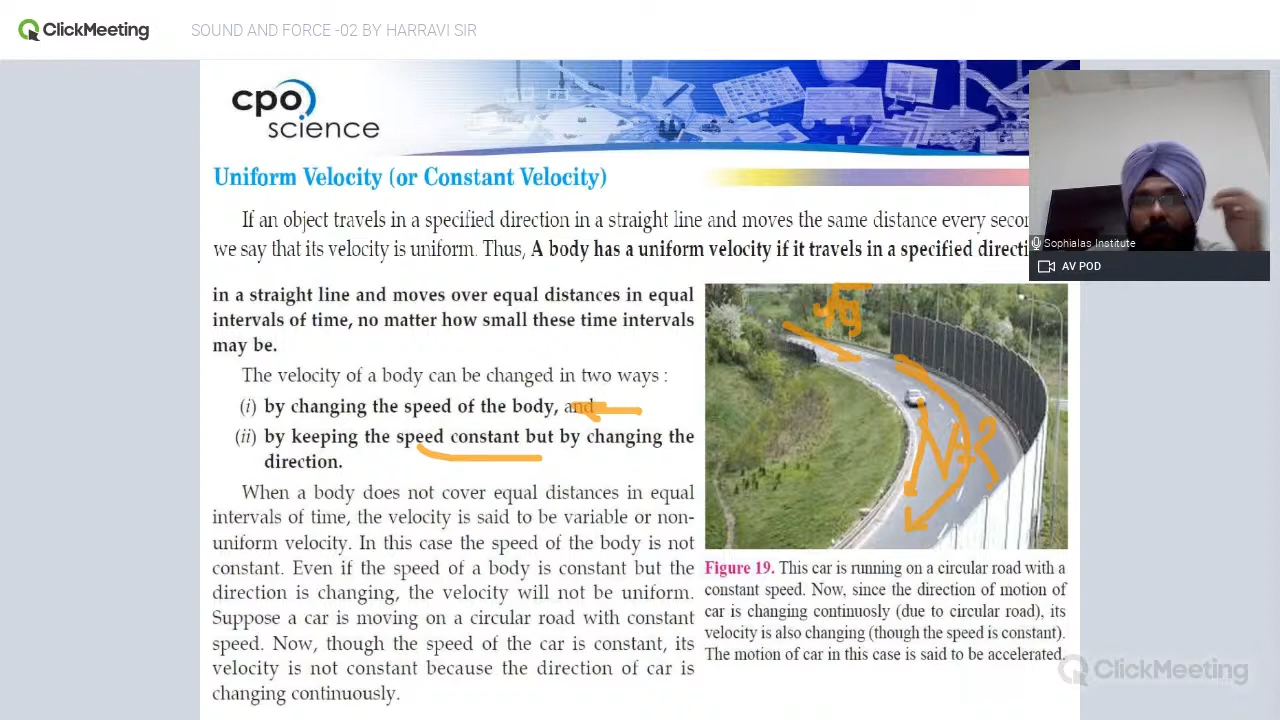 ClickMeeting
SOUND AND FORCE -02 BY HARRAVI SIR
cpo
science
Uniform Velocity (or Constant Velocity)
If an object travels in a specified direction in a straight line and moves the same distance every secon
we say that its velocity is uniform. Thus, A body has a uniform velocity if it travels in a specified directi
Sophialas Institute
AV POD
in a straight line and moves over equal distances in equal
intervals of time, no matter how small these time intervals
may be.
The velocity of a body can be changed in two ways :
(i) by changing the speed of the body, and
(ii) by keeping the speed constant but by changing the
direction.
When a body does not cover equal distances in equal
intervals of time, the velocity is said to be variable or non-
uniform velocity. In this case the speed of the body is not
constant. Even if the speed of a body is constant but the
direction is changing, the velocity will not be uniform.
Suppose a car is moving on a circular road with constant
speed. Now, though the speed of the car is constant, its
velocity is not constant because the direction of car is
changing continuously.
Figure 19. This car is running on a circular road with a
constant speed. Now, since the direction of motion of
car is changing continuosly (due to circular road), its
velocity is also changing (though the speed is constant).
The motion of car in this case is said to be accelerated.
ClickMeeting